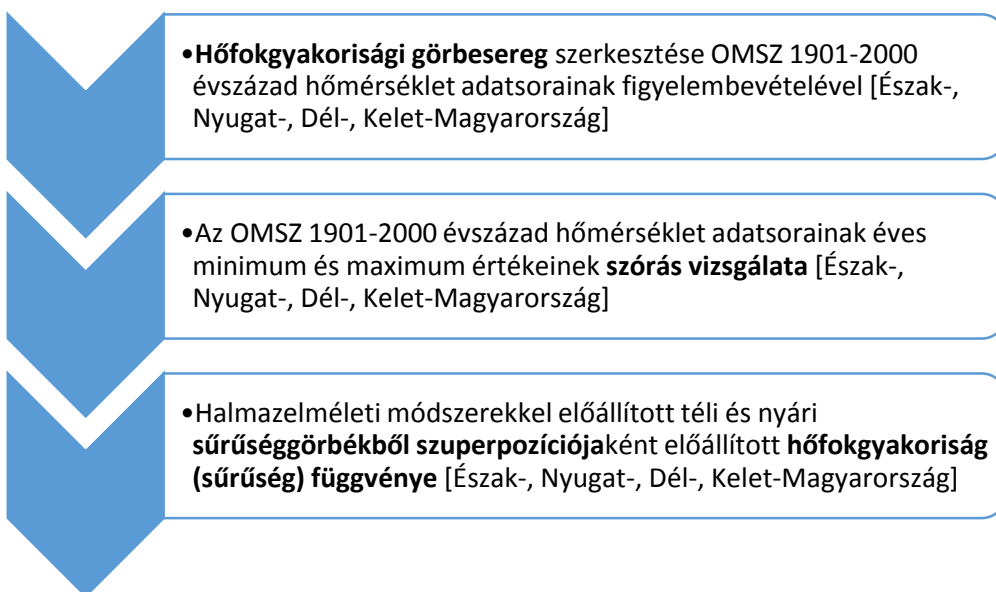 •Hőfokgyakorisági görbesereg szerkesztése OMSZ 1901-2000
évszázad hőmérséklet adatsorainak figyelembevételével [Észak-,
Nyugat-, Dél-, Kelet-Magyarország]
•Az OMSZ 1901-2000 évszázad hőmérséklet adatsorainak éves
minimum és maximum értékeinek szórás vizsgálata [Észak-,
Nyugat-, Dél-, Kelet-Magyarország]
•Halmazelméleti módszerekkel előállított téli és nyári
sűrűséggörbékből szuperpozíciójaként előállított hőfokgyakoriság
(sűrűség) függvénye [Észak-, Nyugat-, Dél-, Kelet-Magyarország]